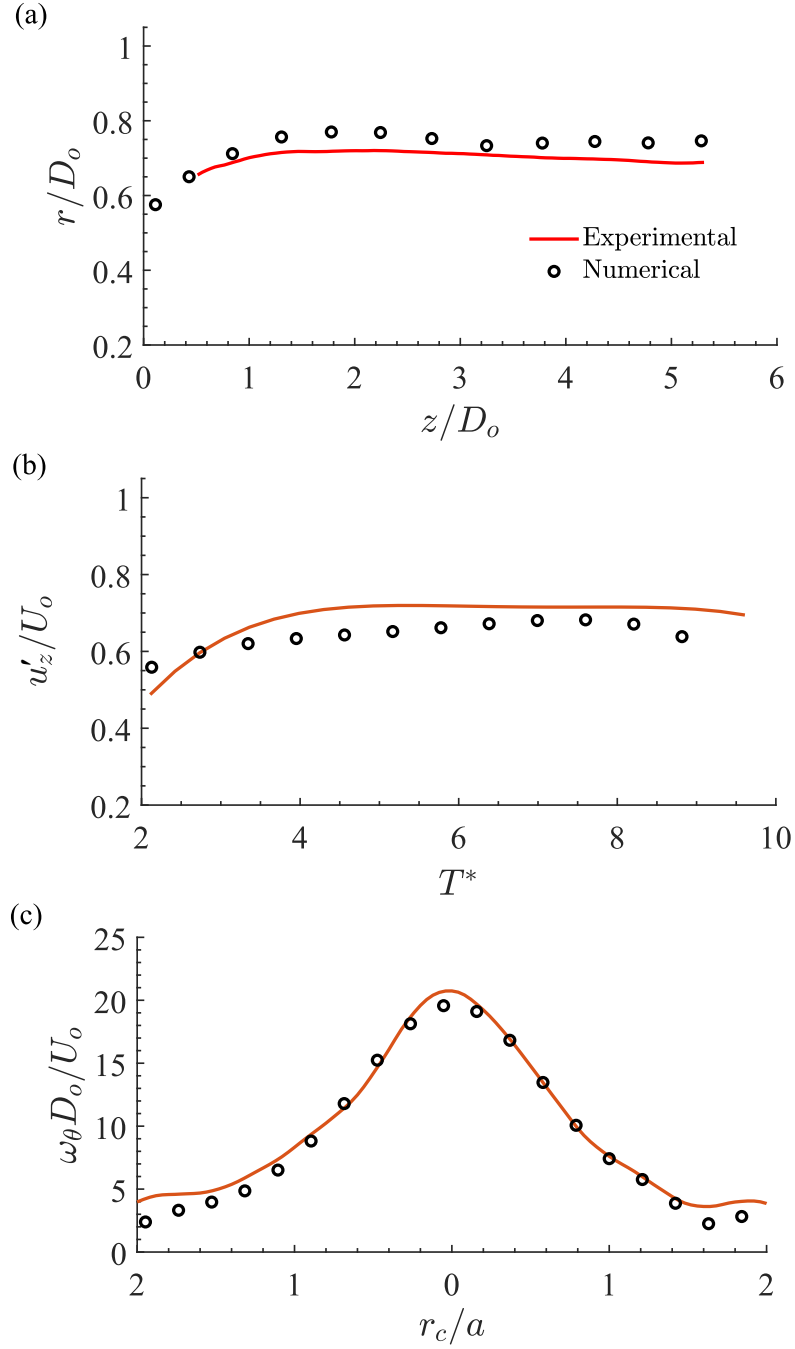 (a)
1
0.8
0.6
0.4
0.2
r/D_o
Experimental
Numerical
0 1 2 3 4 5 6
z/D_o
(b)
1
0.8
0.6
0.4
0.2
u'_z/U_o
2 4 6 8 10
T*
(c)
25
20
15
10
5
0
ω_θD_o/U_o
2 1 0 1 2
r_c/a